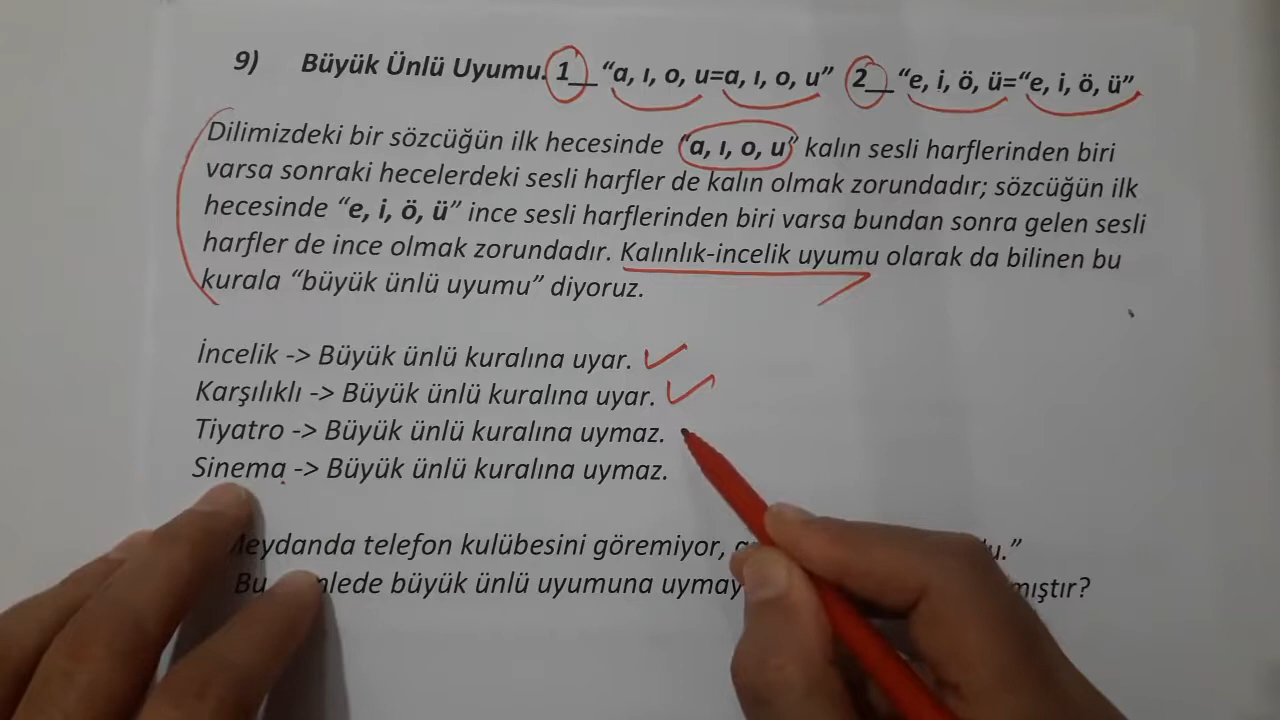 9) Büyük Ünlü Uyumu. 1__ “a, ı, o, u=a, ı, o, u” 2__ “e, i, ö, ü=“e, i, ö, ü”
Dilimizdeki bir sözcüğün ilk hecesinde “a, ı, o, u” kalın sesli harflerinden biri
varsa sonraki hecelerdeki sesli harfler de kalın olmak zorundadır; sözcüğün ilk
hecesinde “e, i, ö, ü” ince sesli harflerinden biri varsa bundan sonra gelen sesli
harfler de ince olmak zorundadır. Kalınlık-incelik uyumu olarak da bilinen bu
kurala “büyük ünlü uyumu” diyoruz.
İncelik -> Büyük ünlü kuralına uyar.
Karşılıklı -> Büyük ünlü kuralına uyar.
Tiyatro -> Büyük ünlü kuralına uymaz.
Sinema -> Büyük ünlü kuralına uymaz.
Meydanda telefon kulübesini göremiyor,
Bu büyük ünlü uyumuna